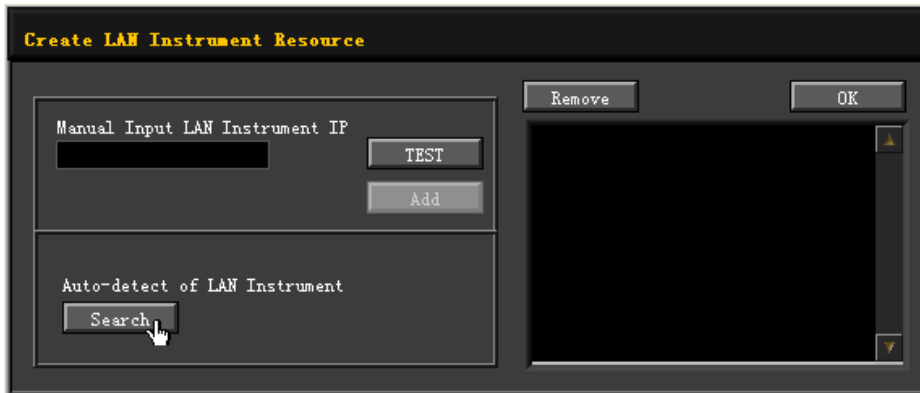 Create LAN Instrument Resource
Remove
OK
Manual Input LAN Instrument IP
TEST
Add
Auto-detect of LAN Instrument
Search